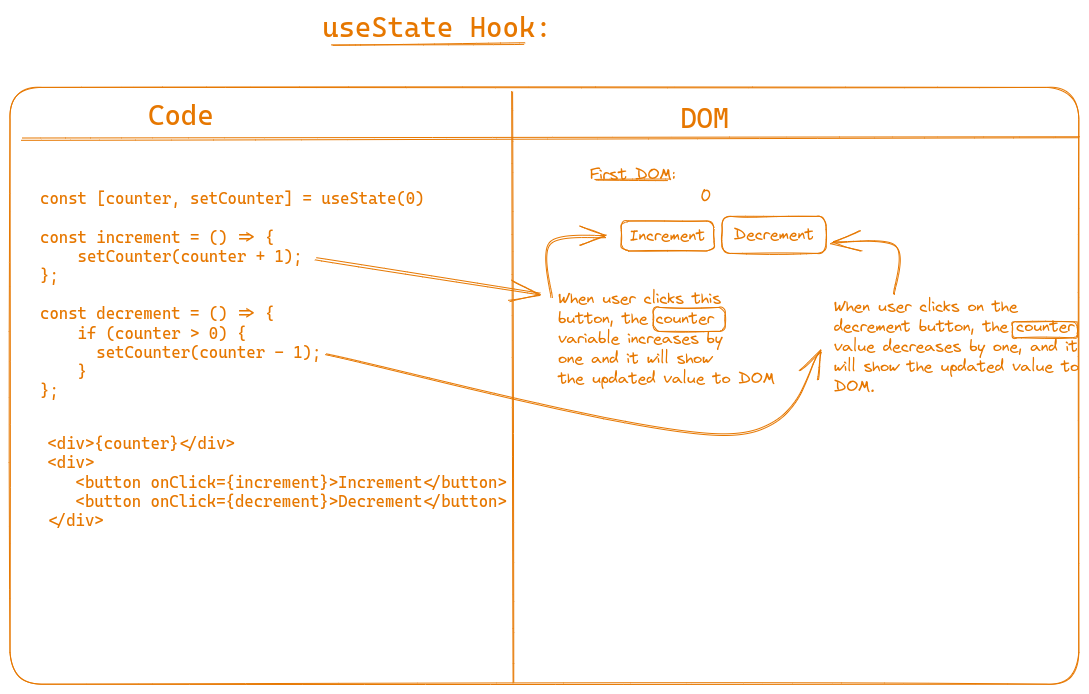 useState Hook:
Code
DOM
const [counter, setCounter] = useState(0)
const increment = () => {
setCounter(counter + 1);
};
const decrement = () => {
if (counter > 0) {
setCounter(counter - 1);
}
};
<div>{counter}</div>
<div>
<button onClick={increment}>Increment</button>
<button onClick={decrement}>Decrement</button>
</div>
First DOM:
0
Increment
Decrement
When user clicks this
button, the counter
variable increases by
one and it will show
the updated value to DOM
When user clicks on the
decrement button, the counter
value decreases by one, and it
will show the updated value to
DOM.